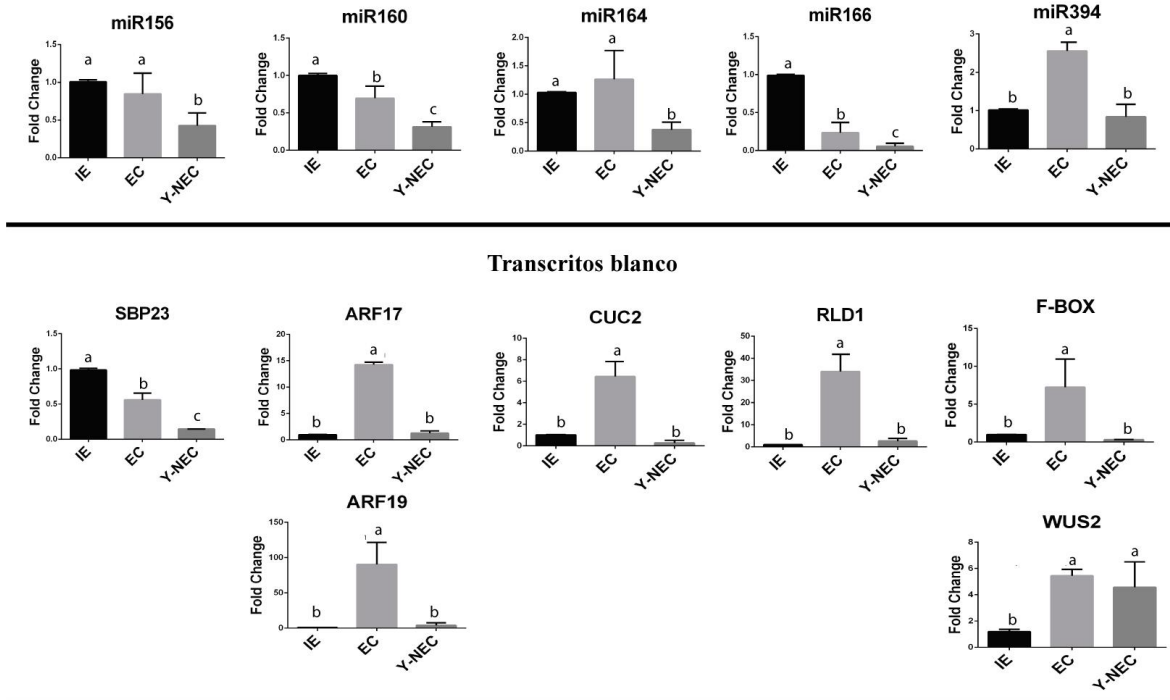 miR156
miR160
miR164
miR166
miR394
Fold Change
1.5
1.0
0.5
0.0
a
a
b
IE
EC
Y-NEC
Fold Change
1.5
1.0
0.5
0.0
a
b
c
IE
EC
Y-NEC
Fold Change
2.0
1.5
1.0
0.5
0.0
a
a
b
IE
EC
Y-NEC
Fold Change
1.5
1.0
0.5
0.0
a
b
c
IE
EC
Y-NEC
Fold Change
3
2
1
0
b
a
b
IE
EC
Y-NEC
Transcritos blanco
SBP23
Fold Change
1.5
1.0
0.5
0.0
a
b
c
IE
EC
Y-NEC
ARF17
Fold Change
20
15
10
5
0
b
a
b
IE
EC
Y-NEC
CUC2
Fold Change
10
8
6
4
2
0
b
a
b
IE
EC
Y-NEC
RLD1
Fold Change
40
30
20
10
0
b
a
b
IE
EC
Y-NEC
F-BOX
Fold Change
15
10
5
0
b
a
b
IE
EC
Y-NEC
ARF19
Fold Change
150
100
50
0
b
a
b
IE
EC
Y-NEC
WUS2
Fold Change
8
6
4
2
0
b
a
a
IE
EC
Y-NEC